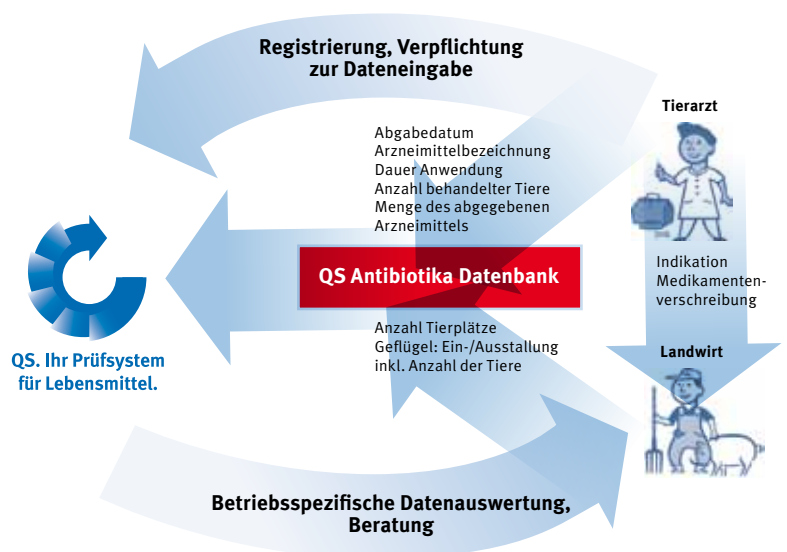 Registrierung, Verpflichtung
zur Dateneingabe
Tierarzt
Abgabedatum
Arzneimittelbezeichnung
Dauer Anwendung
Anzahl behandelter Tiere
Menge des abgegebenen
Arzneimittels
QS Antibiotika Datenbank
Indikation
Medikamenten-
verschreibung
Anzahl Tierplätze
Geflügel: Ein-/Ausstallung
inkl. Anzahl der Tiere
Landwirt
QS. Ihr Prüfsystem
für Lebensmittel.
Betriebsspezifische Datenauswertung,
Beratung